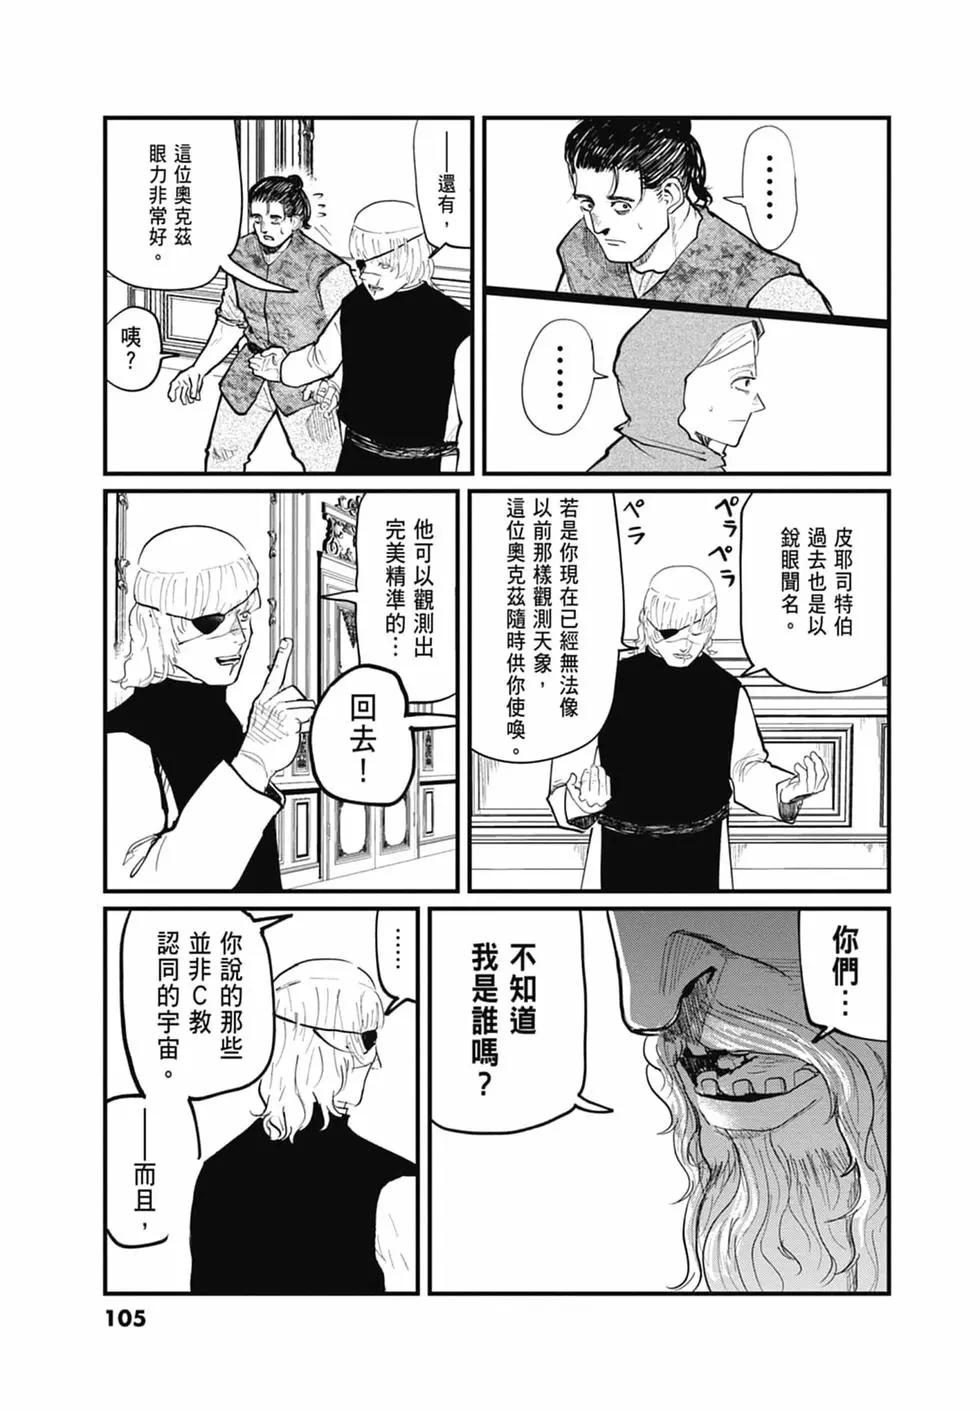 ……
……
——還有，
這位奧克茲
眼力非常好。
咦？
皮耶司特伯
過去也是以
銳眼聞名。
ペラ
ペラ
ペラ
若是你現在已經無法像
以前那樣觀測天象，
這位奧克茲隨時供你使喚。
他可以觀測出
完美精準的…
回去！
你們…
不知道
我是誰嗎？
……
你說的那些
並非C教
認同的宇宙。
——而且，
105